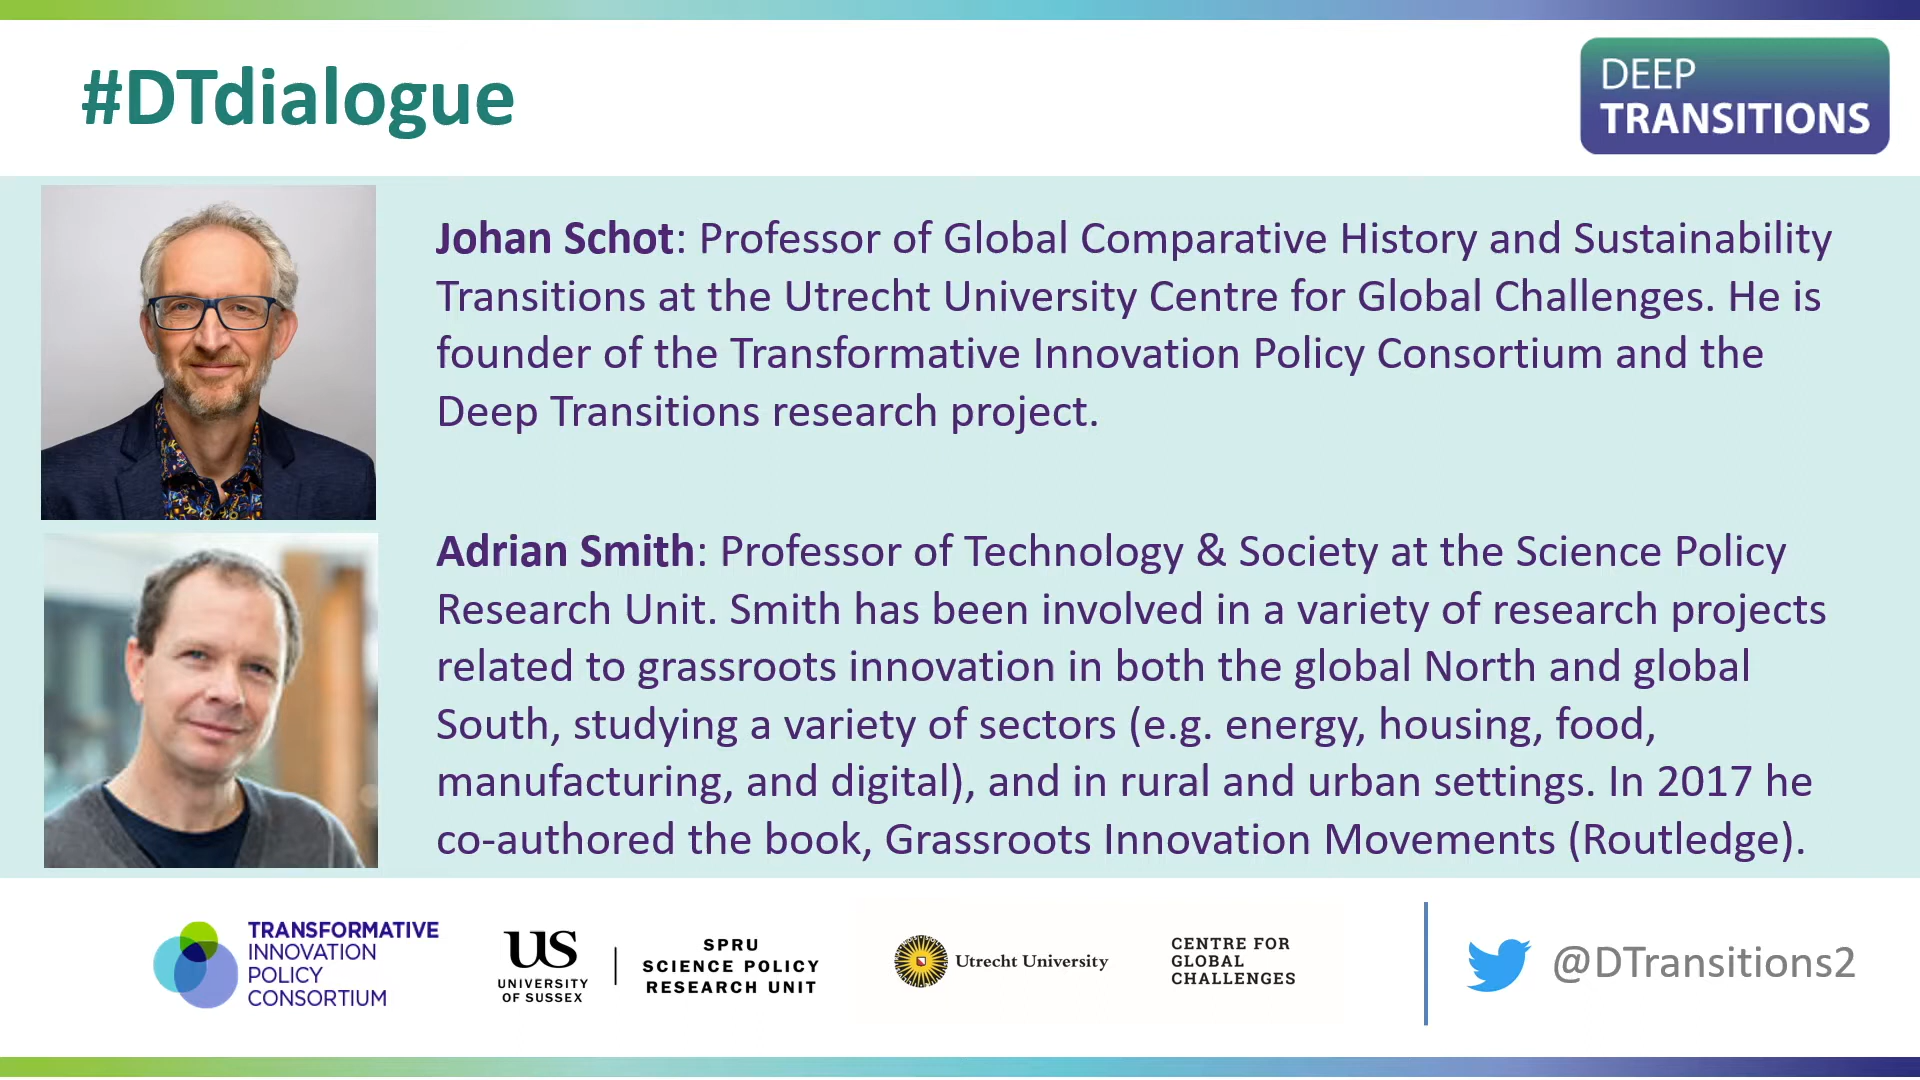 #DTdialogue
DEEP
TRANSITIONS
Johan Schot: Professor of Global Comparative History and Sustainability
Transitions at the Utrecht University Centre for Global Challenges. He is
founder of the Transformative Innovation Policy Consortium and the
Deep Transitions research project.
Adrian Smith: Professor of Technology & Society at the Science Policy
Research Unit. Smith has been involved in a variety of research projects
related to grassroots innovation in both the global North and global
South, studying a variety of sectors (e.g. energy, housing, food,
manufacturing, and digital), and in rural and urban settings. In 2017 he
co-authored the book, Grassroots Innovation Movements (Routledge).
TRANSFORMATIVE
INNOVATION
POLICY
CONSORTIUM
US
UNIVERSITY
OF SUSSEX
SPRU
SCIENCE POLICY
RESEARCH UNIT
Utrecht University
CENTRE FOR
GLOBAL
CHALLENGES
@DTransitions2